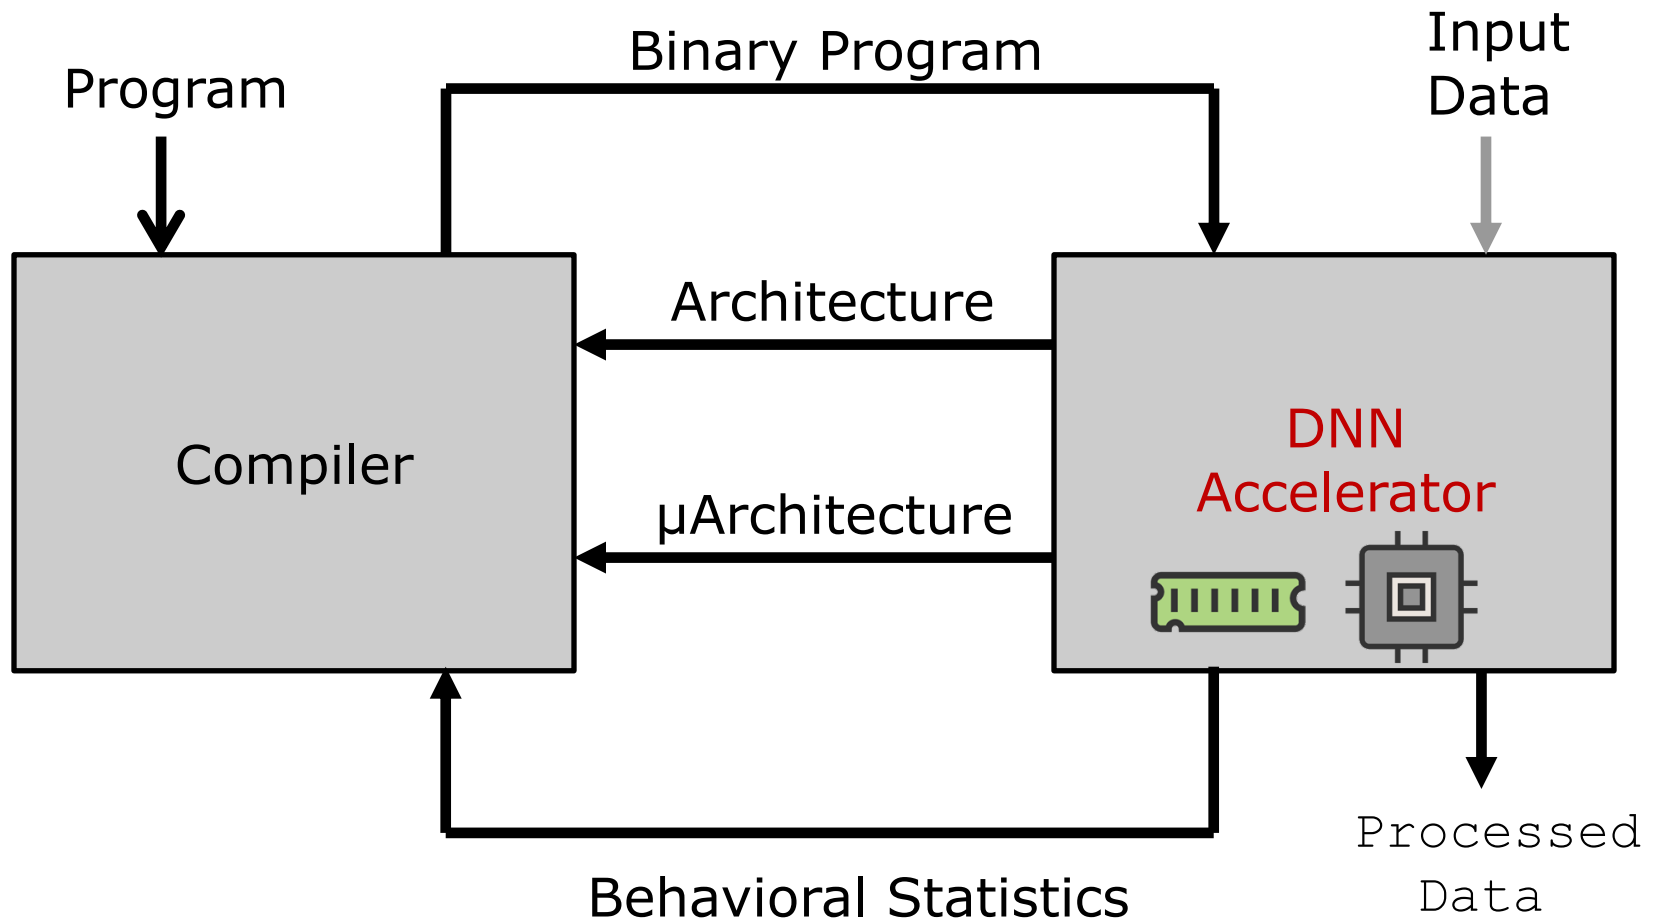 Program
Binary Program
Input
Data
Architecture
Compiler
µArchitecture
DNN
Accelerator
Behavioral Statistics
Processed
Data